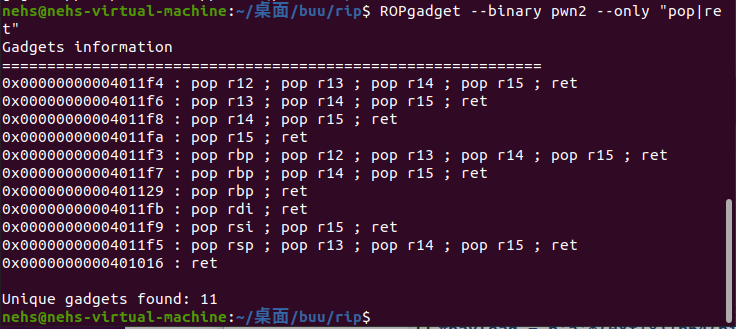 nehs@nehs-virtual-machine:~/桌面/buu/rip$ ROPgadget --binary pwn2 --only "pop|re
t"
Gadgets information
============================================================
0x00000000004011f4 : pop r12 ; pop r13 ; pop r14 ; pop r15 ; ret
0x00000000004011f6 : pop r13 ; pop r14 ; pop r15 ; ret
0x00000000004011f8 : pop r14 ; pop r15 ; ret
0x00000000004011fa : pop r15 ; ret
0x00000000004011f3 : pop rbp ; pop r12 ; pop r13 ; pop r14 ; pop r15 ; ret
0x00000000004011f7 : pop rbp ; pop r14 ; pop r15 ; ret
0x0000000000401129 : pop rbp ; ret
0x00000000004011fb : pop rdi ; ret
0x00000000004011f9 : pop rsi ; pop r15 ; ret
0x00000000004011f5 : pop rsp ; pop r13 ; pop r14 ; pop r15 ; ret
0x0000000000401016 : ret
Unique gadgets found: 11
nehs@nehs-virtual-machine:~/桌面/buu/rip$